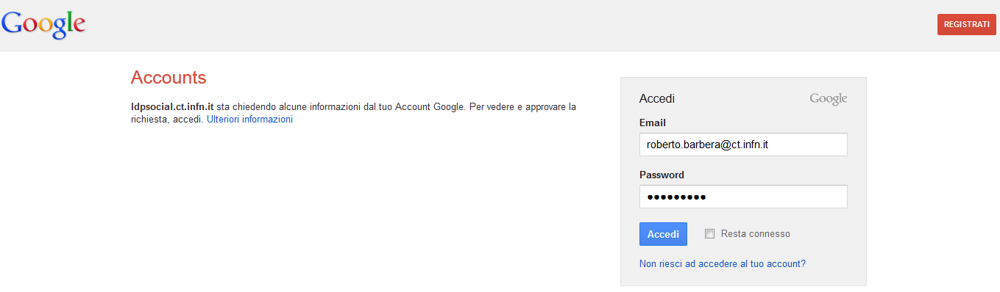 Google
REGISTRATI
Accounts
Idpsocial.ct.infn.it sta chiedendo alcune informazioni dal tuo Account Google. Per vedere e approvare la
richiesta, accedi. Ulteriori informazioni
Accedi Google
Email
roberto.barbera@ct.infn.it
Password
●●●●●●●●●
Accedi Resta connesso
Non riesci ad accedere al tuo account?